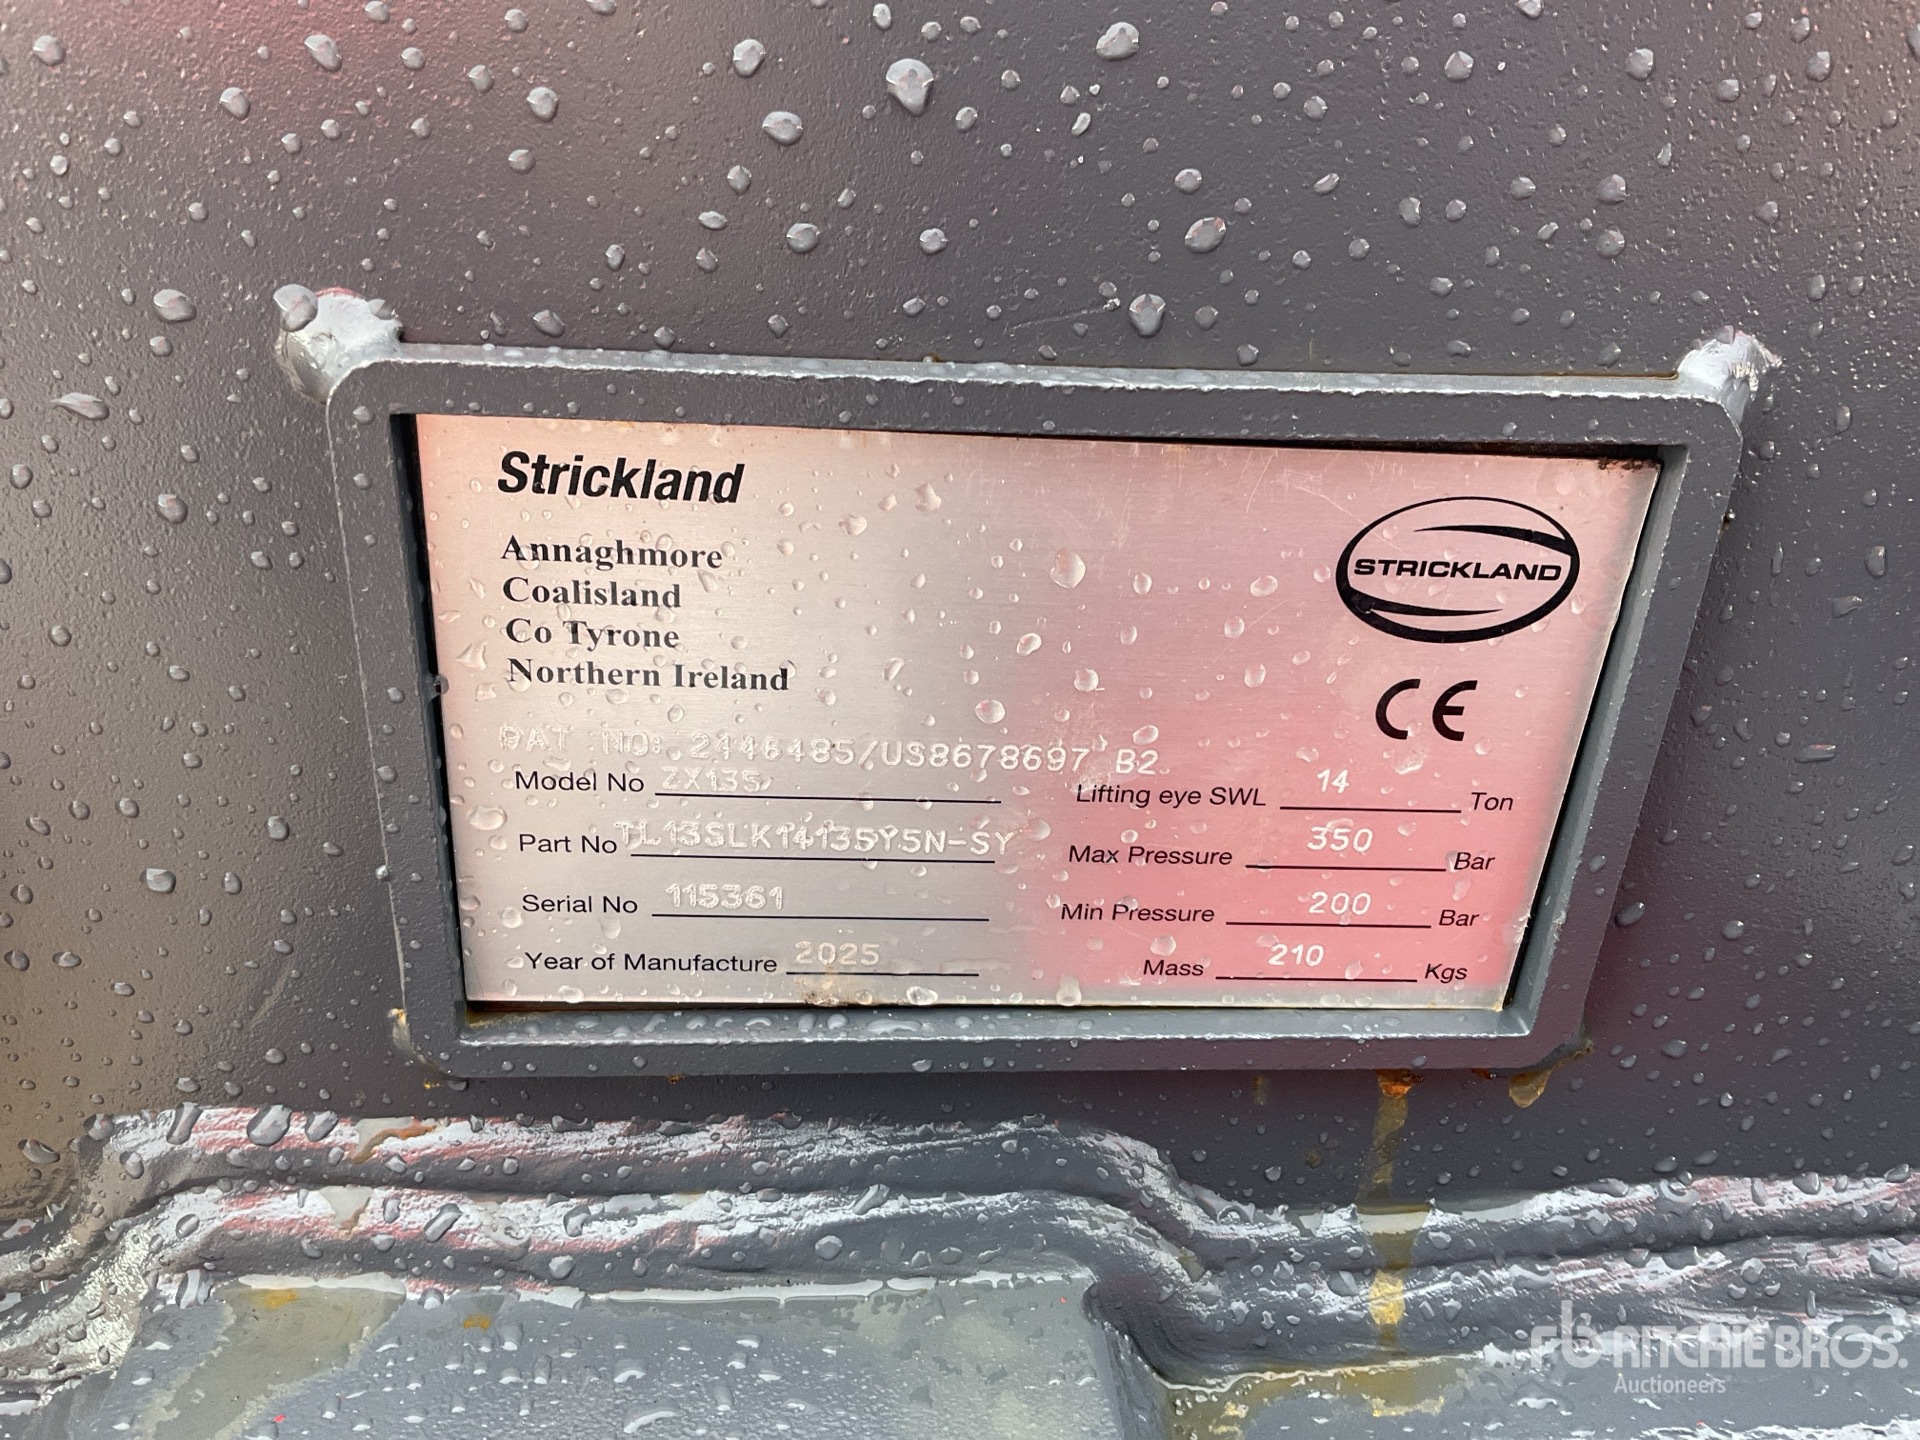 Strickland
STRICKLAND
Annaghmore
Coalisland
Co Tyrone
Northern Ireland
CE
PAT NO: 2446485/US8678697 B2
Model No ZX135
Lifting eye SWL 14 Ton
Part No TL13SLK14135Y5N-SY
Max Pressure 350 Bar
Serial No 115361
Min Pressure 200 Bar
Year of Manufacture 2025
Mass 210 Kgs
rb RITCHIE BROS.
Auctioneers